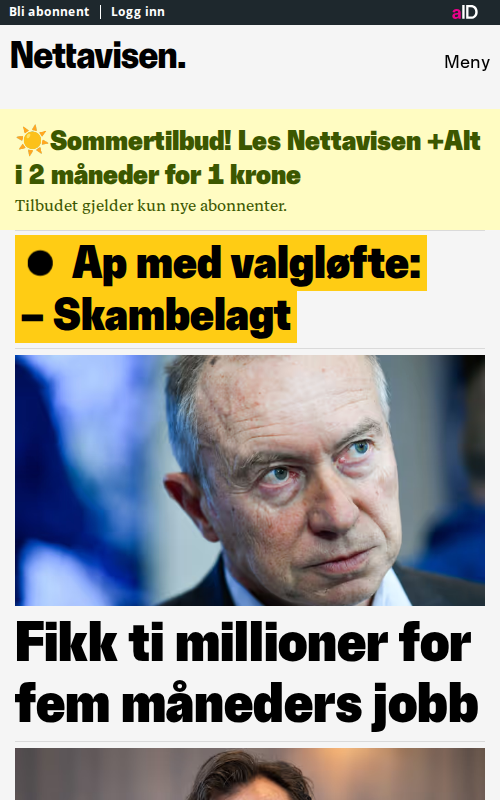 Bli abonnent | Logg inn
aID
Nettavisen.
Meny
☀️Sommertilbud! Les Nettavisen +Alt
i 2 måneder for 1 krone
Tilbudet gjelder kun nye abonnenter.
● Ap med valgløfte:
– Skambelagt
Fikk ti millioner for
fem måneders jobb